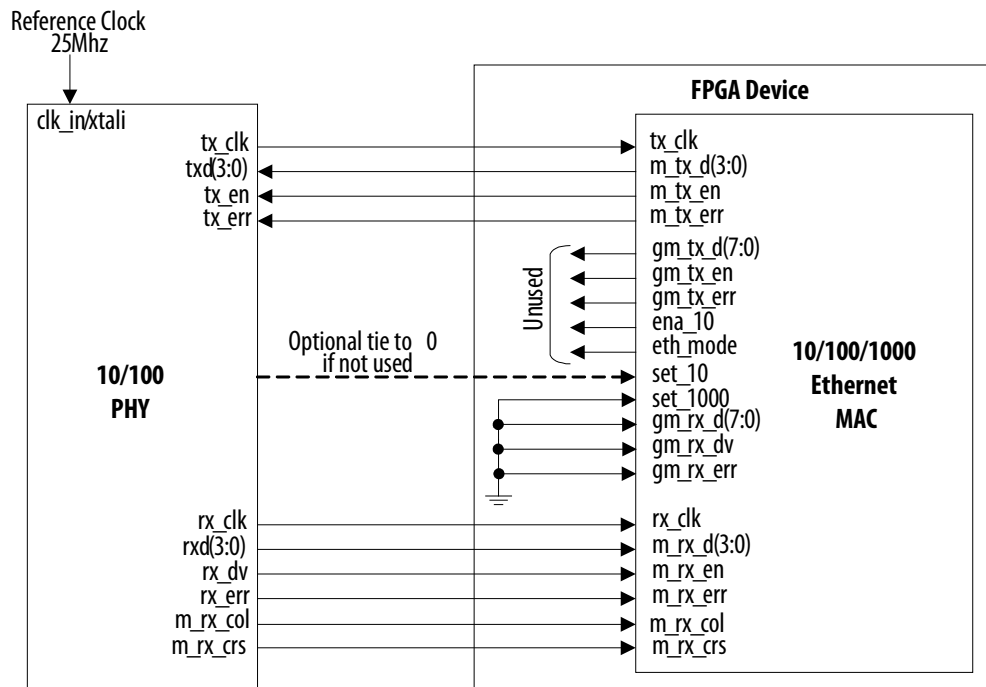 Reference Clock
25Mhz
clk_in/xtali
FPGA Device
tx_clk
txd(3:0)
tx_en
tx_err
tx_clk
m_tx_d(3:0)
m_tx_en
m_tx_err
gm_tx_d(7:0)
gm_tx_en
gm_tx_err
ena_10
eth_mode
Unused
Optional tie to 0
if not used
set_10
set_1000
gm_rx_d(7:0)
gm_rx_dv
gm_rx_err
10/100
PHY
10/100/1000
Ethernet
MAC
rx_clk
rxd(3:0)
rx_dv
rx_err
m_rx_col
m_rx_crs
rx_clk
m_rx_d(3:0)
m_rx_en
m_rx_err
m_rx_col
m_rx_crs